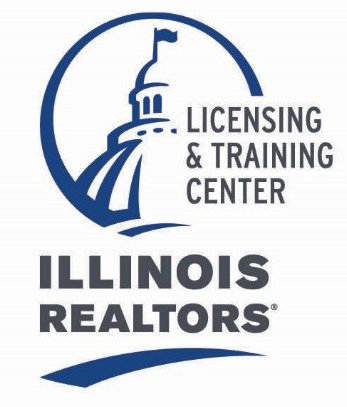 LICENSING
& TRAINING
CENTER
ILLINOIS
REALTORS®